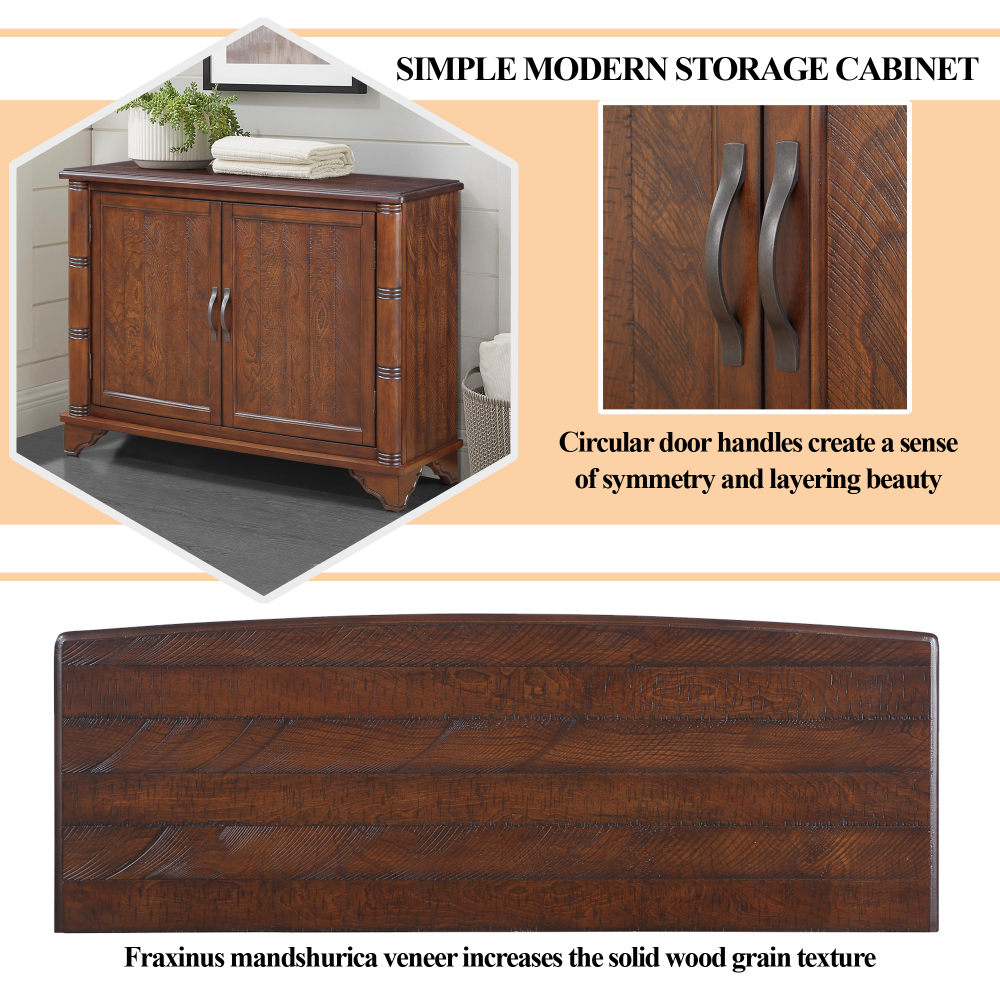 SIMPLE MODERN STORAGE CABINET
Circular door handles create a sense
of symmetry and layering beauty
Fraxinus mandshurica veneer increases the solid wood grain texture